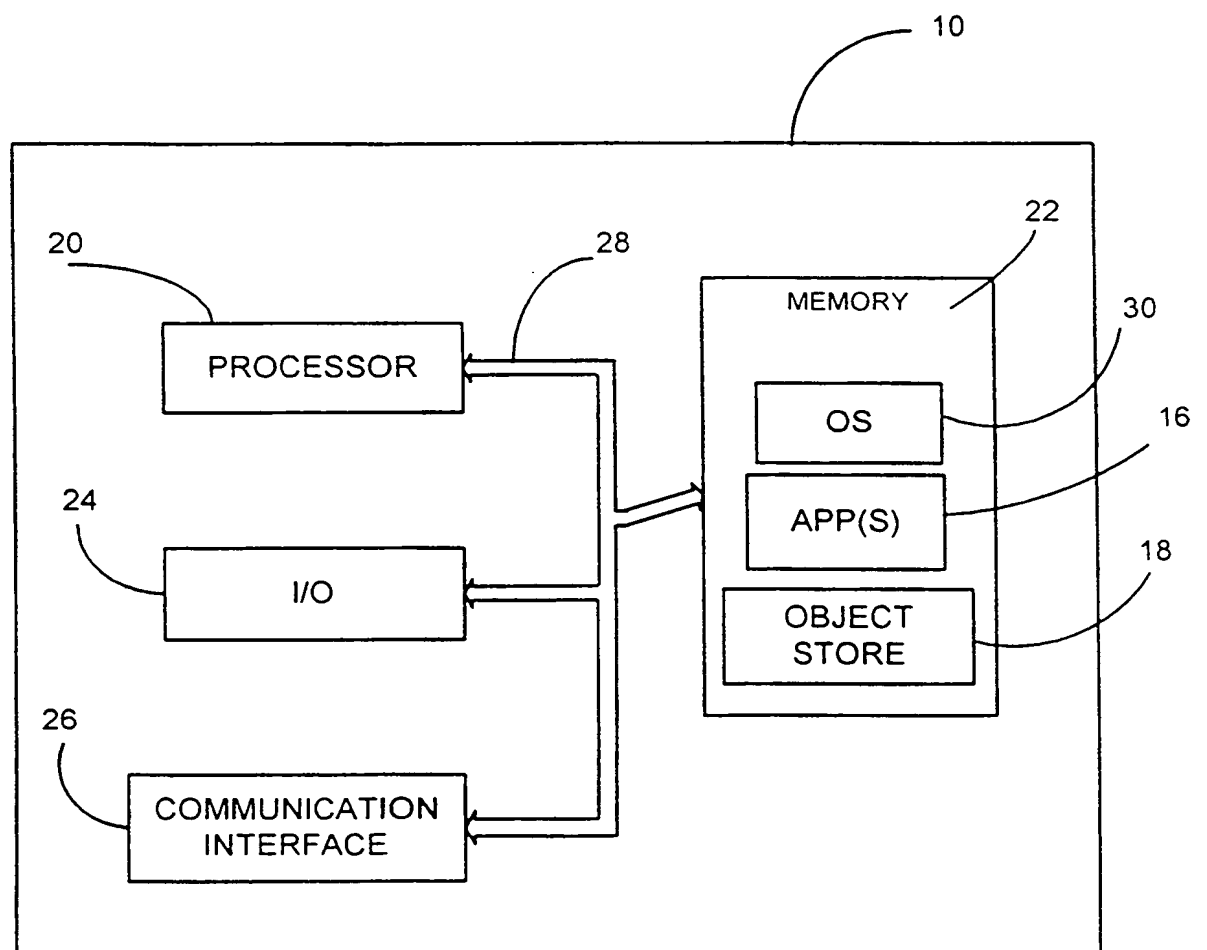 10
22
20
28
MEMORY
30
PROCESSOR
OS
16
APP(S)
24
I/O
18
OBJECT
STORE
26
COMMUNICATION
INTERFACE